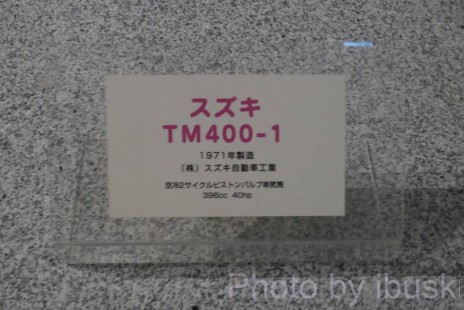 スズキ
TM400-1
1971年製造
（株）スズキ自動車工業
空冷2サイクルピストンバルブ単気筒
396cc 40hp
Photo by ibuski